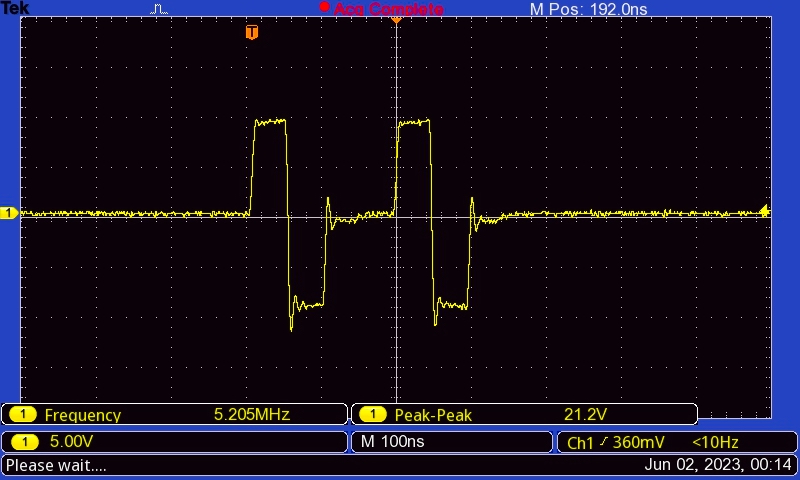 Tek Acq Complete M Pos: 192.0ns
T
1
1 Frequency 5.205MHz 1 Peak-Peak 21.2V
1 5.00V M 100ns Ch1 360mV <10Hz
Please wait.... Jun 02, 2023, 00:14